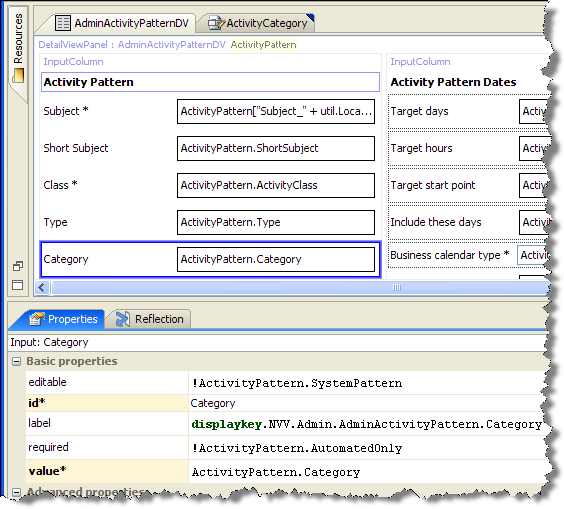 Resources
AdminActivityPatternDV
ActivityCategory
DetailViewPanel : AdminActivityPatternDV ActivityPattern
InputColumn
Activity Pattern
Subject * ActivityPattern["Subject_" + util.Loca...
Short Subject ActivityPattern.ShortSubject
Class * ActivityPattern.ActivityClass
Type ActivityPattern.Type
Category ActivityPattern.Category
InputColumn
Activity Pattern Dates
Target days Activ
Target hours Activ
Target start point Activ
Include these days Activ
Business calendar type * Activ
Properties
Reflection
Input: Category
Basic properties
editable !ActivityPattern.SystemPattern
id* Category
label displaykey.NVV.Admin.AdminActivityPattern.Category
required !ActivityPattern.AutomatedOnly
value* ActivityPattern.Category
Advanced properties